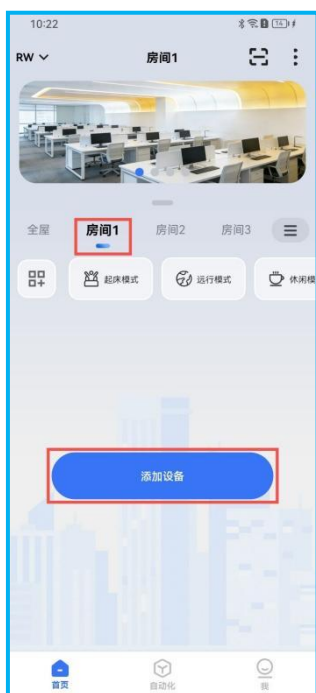 10:22 14
RW 房间1
全屋 房间1 房间2 房间3
起床模式 远行模式 休闲模
添加设备
首页 自动化 我